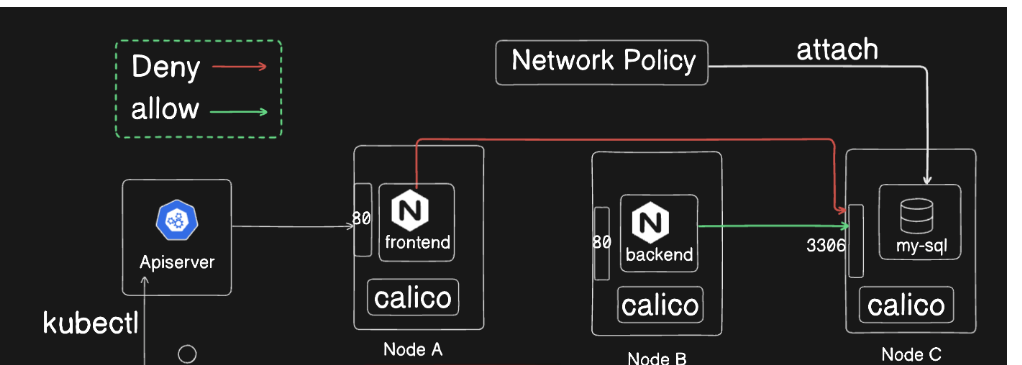 Deny
allow
Network Policy
attach
Apiserver
kubectl
80
N
frontend
calico
Node A
80
N
backend
calico
Node B
3306
my-sql
calico
Node C